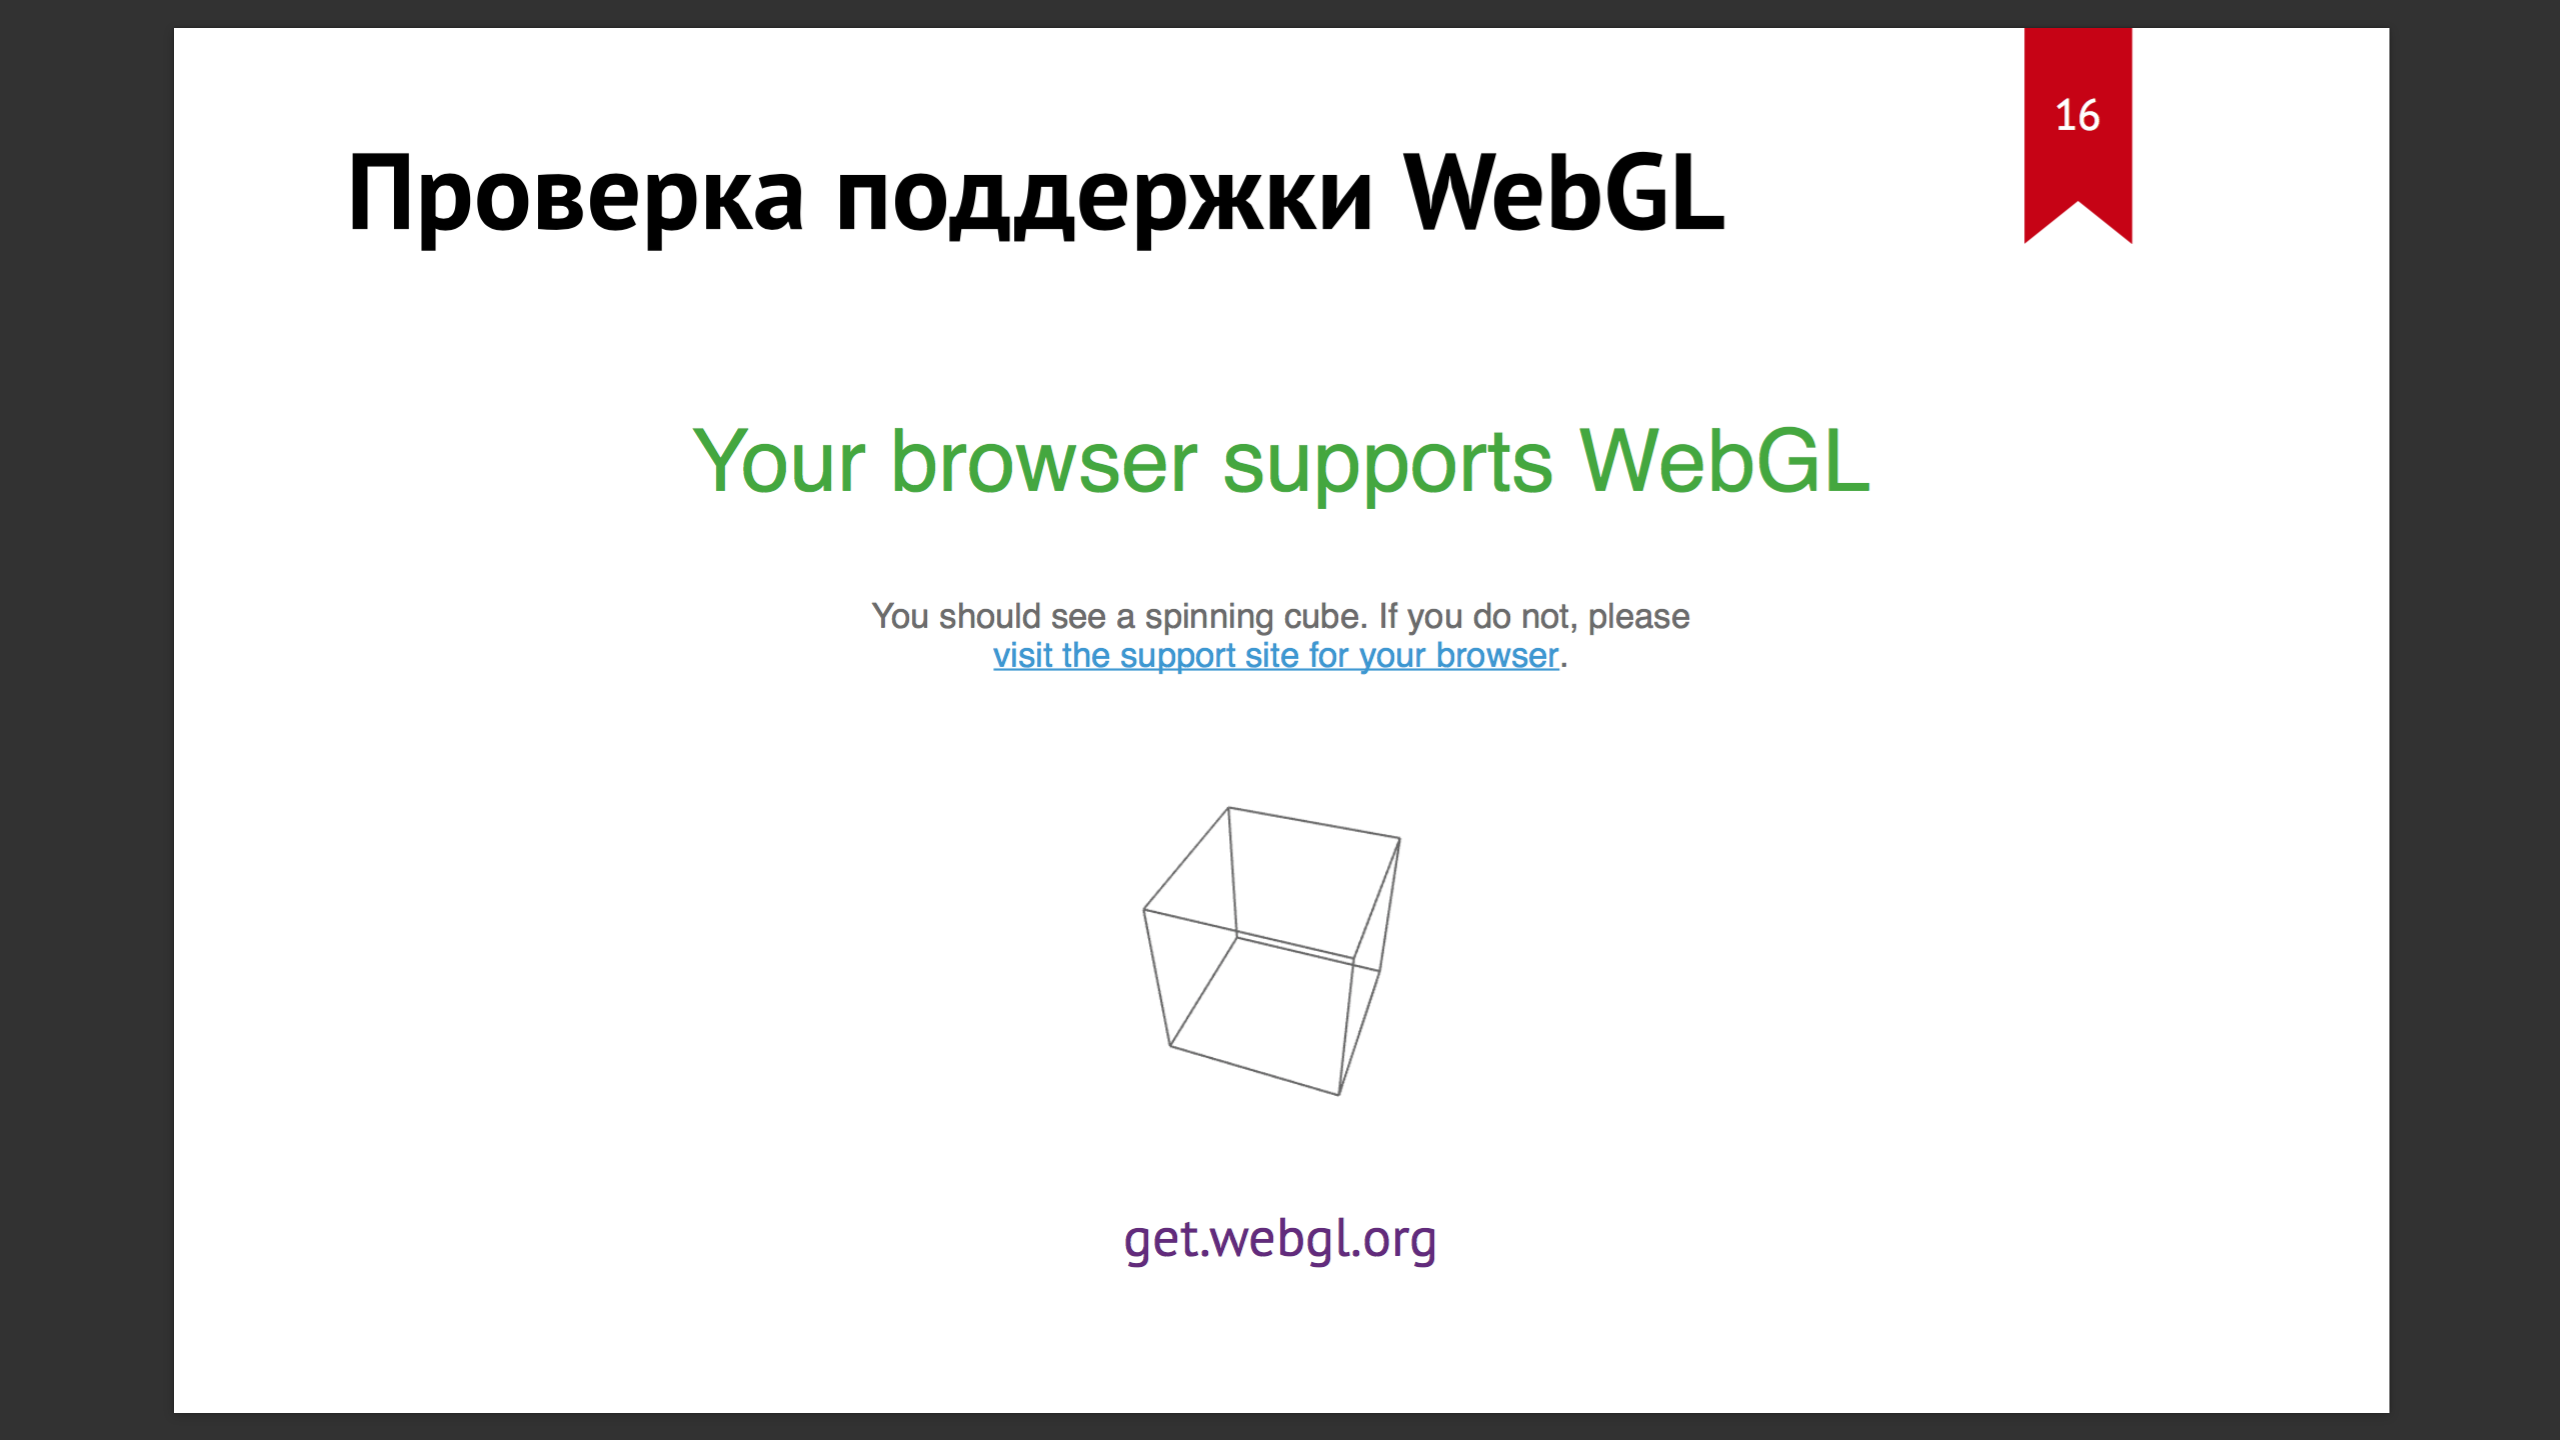 16
Проверка поддержки WebGL
Your browser supports WebGL
You should see a spinning cube. If you do not, please
visit the support site for your browser.
get.webgl.org